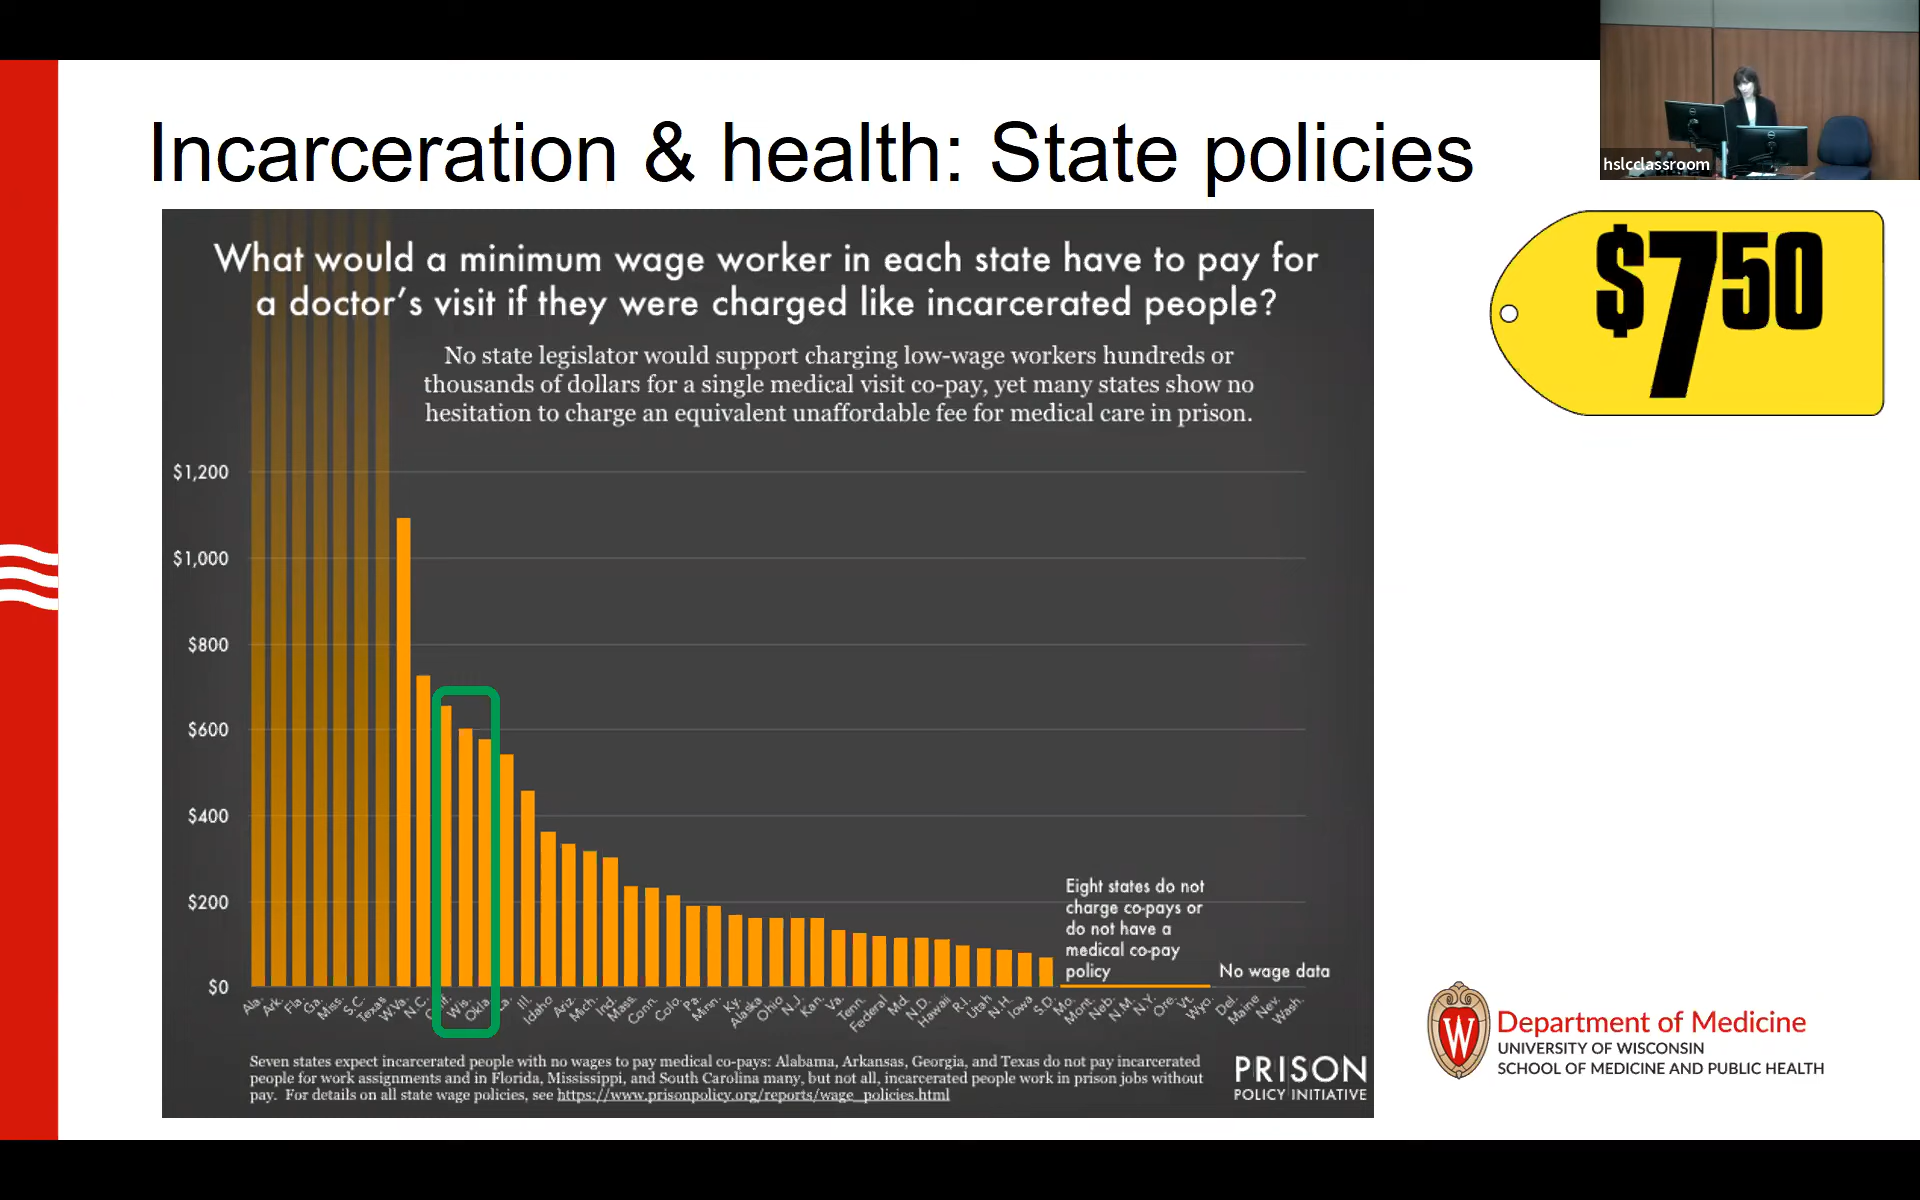 Incarceration & health: State policies
hslcclassroom
$750
What would a minimum wage worker in each state have to pay for
a doctor's visit if they were charged like incarcerated people?
No state legislator would support charging low-wage workers hundreds or
thousands of dollars for a single medical visit co-pay, yet many states show no
hesitation to charge an equivalent unaffordable fee for medical care in prison.
$1,200
$1,000
$800
$600
$400
$200
$0
Eight states do not
charge co-pays or
do not have a
medical co-pay
policy
No wage data
Ala. Ark. Fla. Ga. Miss. S.C. Texas W.Va. N.C. Wis. Okla. Ill. Idaho Ariz. Mich. Ind. Mass. Conn. Colo. Pa. Minn. Ky. Alaska Ohio N.J. Kan. Va. Tenn. Federal Md. N.D. Hawaii R.I. Utah N.H. Iowa S.D. Mo. Mont. Neb. N.M. N.Y. Ore. Vt. Wyo. Del. Maine Nev. Wash.
Seven states expect incarcerated people with no wages to pay medical co-pays: Alabama, Arkansas, Georgia, and Texas do not pay incarcerated
people for work assignments and in Florida, Mississippi, and South Carolina many, but not all, incarcerated people work in prison jobs without
pay. For details on all state wage policies, see https://www.prisonpolicy.org/reports/wage_policies.html
PRISON
POLICY INITIATIVE
W
Department of Medicine
UNIVERSITY OF WISCONSIN
SCHOOL OF MEDICINE AND PUBLIC HEALTH